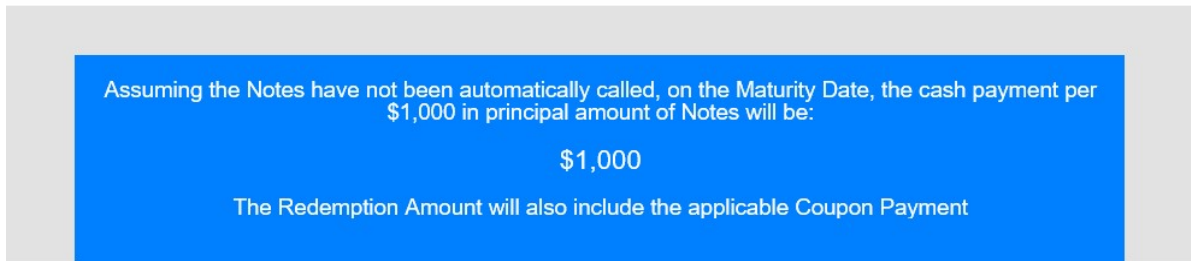 Assuming the Notes have not been automatically called, on the Maturity Date, the cash payment per
$1,000 in principal amount of Notes will be:
$1,000
The Redemption Amount will also include the applicable Coupon Payment